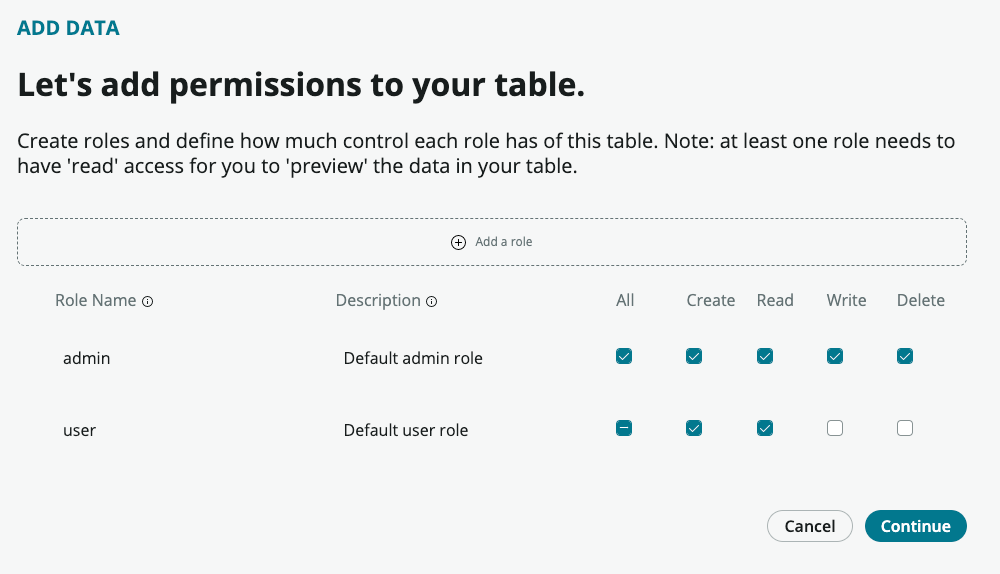 ADD DATA
Let's add permissions to your table.
Create roles and define how much control each role has of this table. Note: at least one role needs to
have 'read' access for you to 'preview' the data in your table.
Add a role
Role Name Description All Create Read Write Delete
admin Default admin role
user Default user role
Cancel Continue